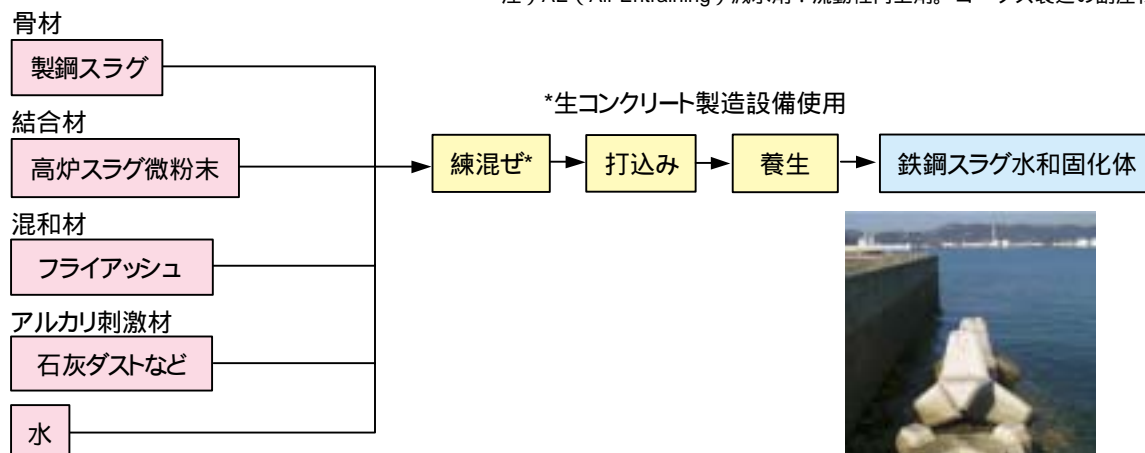 骨材
製鋼スラグ
*生コンクリート製造設備使用
結合材
高炉スラグ微粉末
練混ぜ*
打込み
養生
鉄鋼スラグ水和固化体
混和材
フライアッシュ
アルカリ刺激材
石灰ダストなど
水